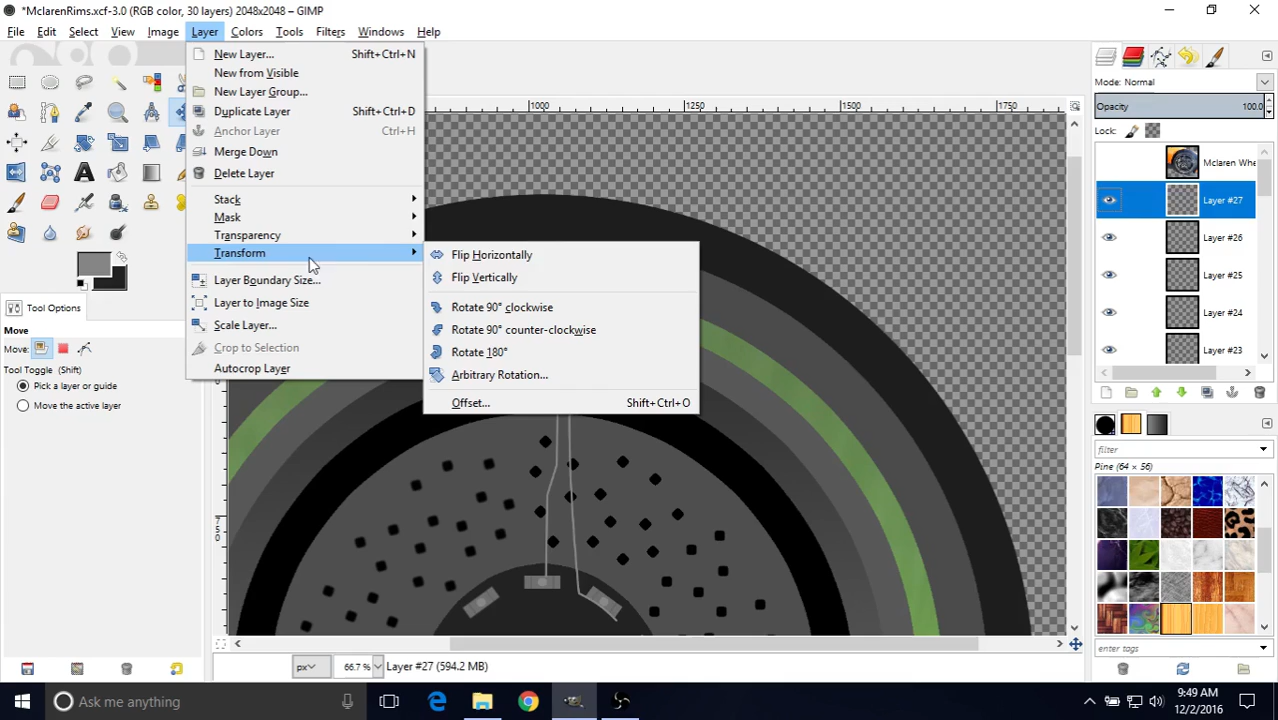 *MclarenRims.xcf-3.0 (RGB color, 30 layers) 2048x2048 – GIMP
File Edit Select View Image Layer Colors Tools Filters Windows Help
New Layer... Shift+Ctrl+N
New from Visible
New Layer Group...
Duplicate Layer Shift+Ctrl+D
Anchor Layer Ctrl+H
Merge Down
Delete Layer
Stack
Mask
Transparency
Transform
Layer Boundary Size...
Layer to Image Size
Scale Layer...
Crop to Selection
Autocrop Layer
Flip Horizontally
Flip Vertically
Rotate 90° clockwise
Rotate 90° counter-clockwise
Rotate 180°
Arbitrary Rotation...
Offset... Shift+Ctrl+O
1000 1250 1500 1750
750
Tool Options
Move
Move:
Tool Toggle (Shift)
Pick a layer or guide
Move the active layer
Mode: Normal
Opacity 100.0
Lock:
Mclaren Whe
Layer #27
Layer #26
Layer #25
Layer #24
Layer #23
filter
Pine (64 × 56)
enter tags
px 66.7 % Layer #27 (594.2 MB)
Ask me anything
9:49 AM
12/2/2016